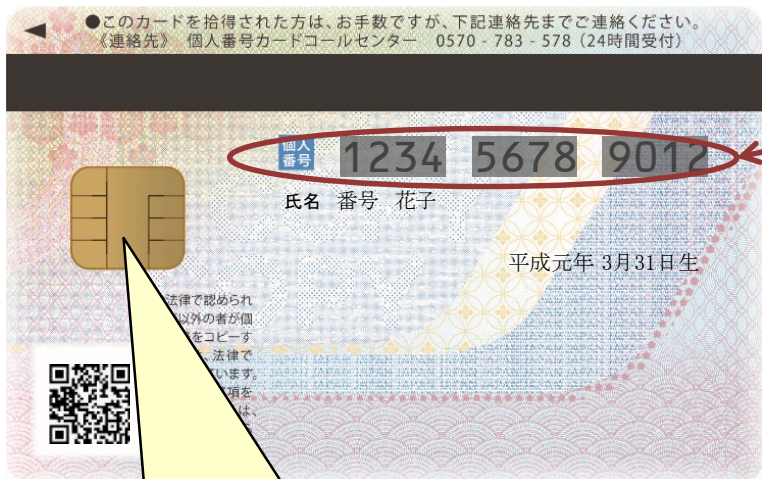 ●このカードを拾得された方は、お手数ですが、下記連絡先までご連絡ください。
《連絡先》 個人番号カードコールセンター 0570-783-578（24時間受付）
個人番号 1234 5678 9012
氏名 番号 花子
平成元年 3月31日生
法律で認められ
以外の者が個
をコピーす
法律で
います。
項を
は、